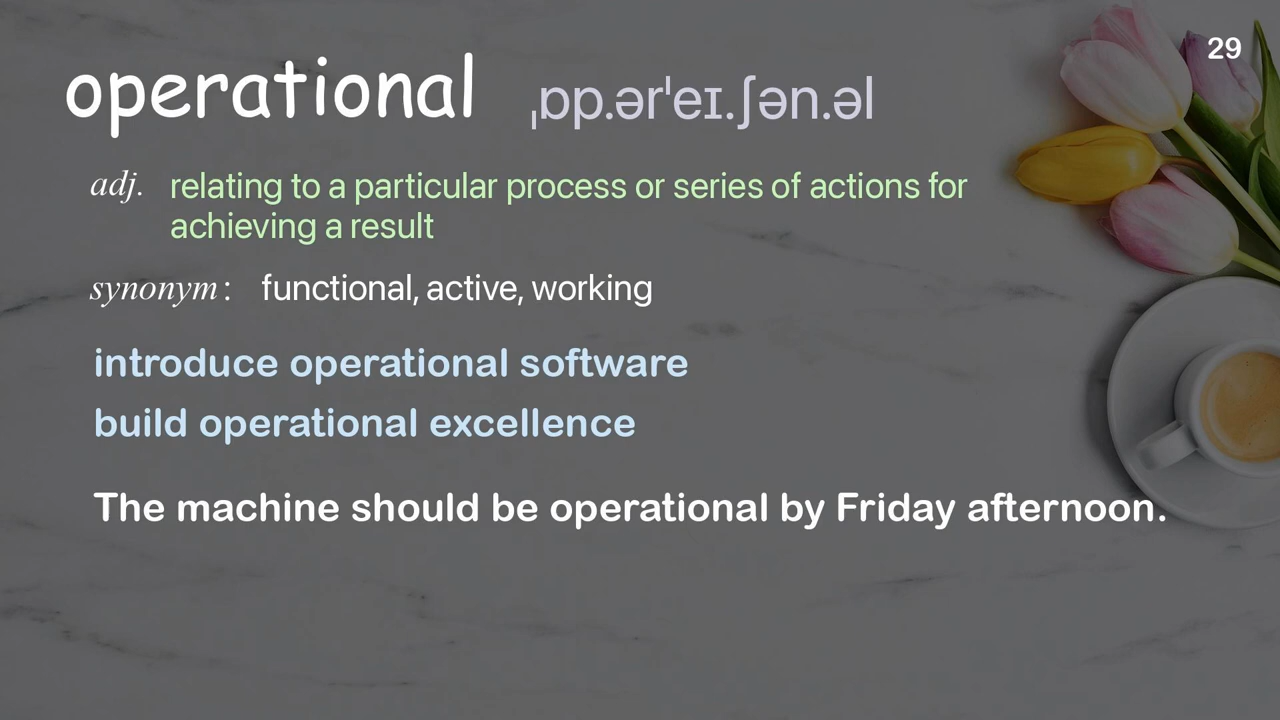 29
operational ˌɒp.ərˈeɪ.ʃən.əl
adj. relating to a particular process or series of actions for
achieving a result
synonym: functional, active, working
introduce operational software
build operational excellence
The machine should be operational by Friday afternoon.